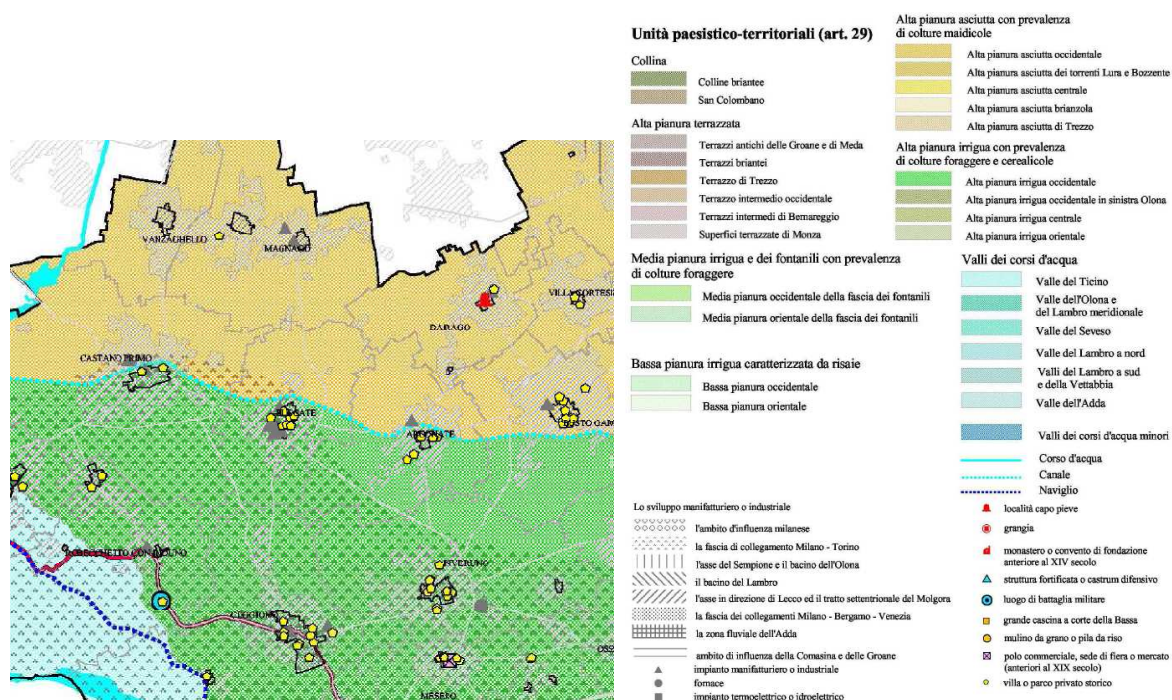 VANZAGHELLO
MAGNAGO
VILLA CORTESE
DAIRAGO
CASTANO PRIMO
ARCONATE
BUSTO GAR
INVERUNO
CUGGIONO
MESERO
Unità paesistico-territoriali (art. 29)
Collina
Colline briantee
San Colombano
Alta pianura terrazzata
Terrazzi antichi delle Groane e di Meda
Terrazzi briantei
Terrazzo di Trezzo
Terrazzo intermedio occidentale
Terrazzi intermedi di Bernareggio
Superfici terrazzate di Monza
Media pianura irrigua e dei fontanili con prevalenza
di colture foraggere
Media pianura occidentale della fascia dei fontanili
Media pianura orientale della fascia dei fontanili
Bassa pianura irrigua caratterizzata da risaie
Bassa pianura occidentale
Bassa pianura orientale
Lo sviluppo manifatturiero o industriale
l'ambito d'influenza milanese
la fascia di collegamento Milano - Torino
l'asse del Sempione e il bacino dell'Olona
il bacino del Lambro
l'asse in direzione di Lecco ed il tratto settentrionale del Molgora
la fascia dei collegamenti Milano - Bergamo - Venezia
la zona fluviale dell'Adda
ambito di influenza della Comasina e delle Groane
impianto manifatturiero o industriale
fornace
impianto termoelettrico o idroelettrico
Alta pianura asciutta con prevalenza
di colture maidicole
Alta pianura asciutta occidentale
Alta pianura asciutta dei torrenti Lura e Bozzente
Alta pianura asciutta centrale
Alta pianura asciutta brianzola
Alta pianura asciutta di Trezzo
Alta pianura irrigua con prevalenza
di colture foraggere e cerealicole
Alta pianura irrigua occidentale
Alta pianura irrigua occidentale in sinistra Olona
Alta pianura irrigua centrale
Alta pianura irrigua orientale
Valli dei corsi d'acqua
Valle del Ticino
Valle dell'Olona e
del Lambro meridionale
Valle del Seveso
Valle del Lambro a nord
Valli del Lambro a sud
e della Vettabbia
Valle dell'Adda
Valli dei corsi d'acqua minori
Corso d'acqua
Canale
Naviglio
località capo pieve
grangia
monastero o convento di fondazione
anteriore al XIV secolo
struttura fortificata o castrum difensivo
luogo di battaglia militare
grande cascina a corte della Bassa
mulino da grano o pila da riso
polo commerciale, sede di fiera o mercato
(anteriori al XIX secolo)
villa o parco privato storico